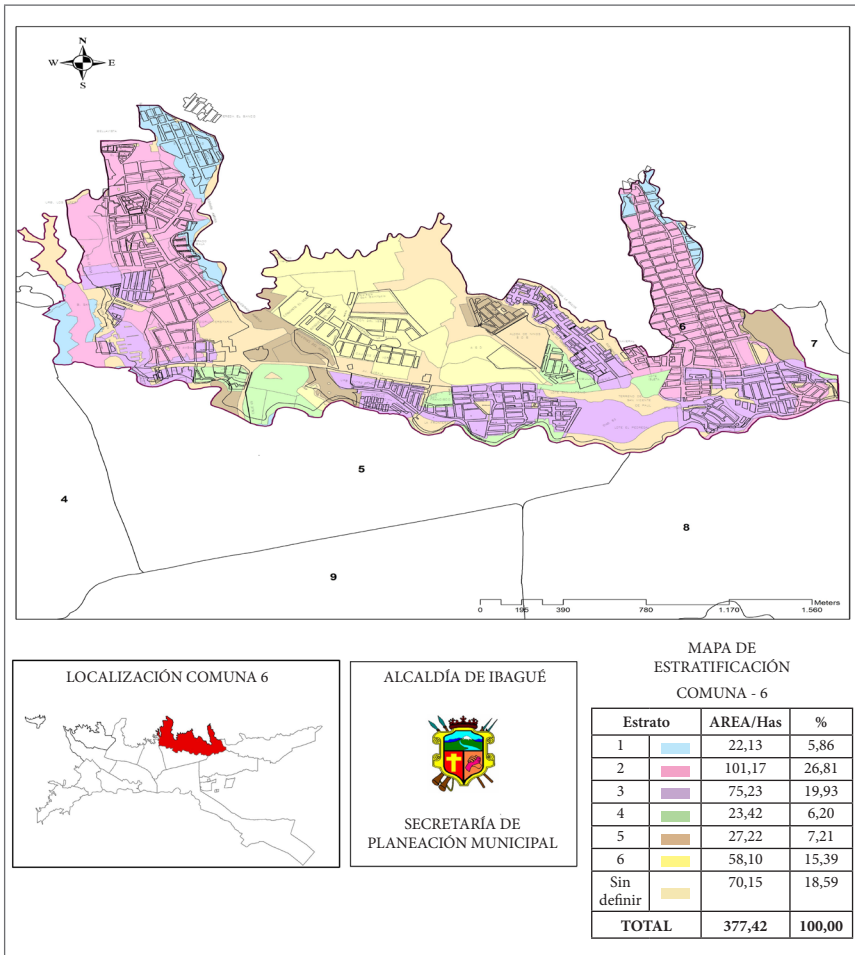 N
W E
S
6
7
5
4
8
9
Meters
0 195 390 780 1.170 1.560
LOCALIZACIÓN COMUNA 6
ALCALDÍA DE IBAGUÉ
SECRETARÍA DE
PLANEACIÓN MUNICIPAL
MAPA DE
ESTRATIFICACIÓN
COMUNA - 6
Estrato AREA/Has %
1 22,13 5,86
2 101,17 26,81
3 75,23 19,93
4 23,42 6,20
5 27,22 7,21
6 58,10 15,39
Sin
definir 70,15 18,59
TOTAL 377,42 100,00